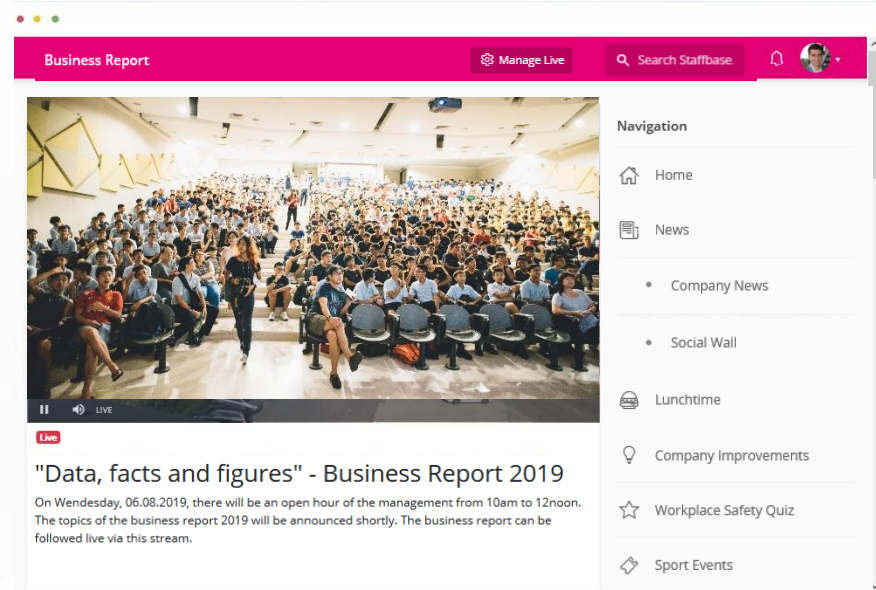 Business Report
Manage Live
Search Staffbase
Navigation
Home
News
Company News
Social Wall
Lunchtime
Company Improvements
Workplace Safety Quiz
Sport Events
LIVE
Live
"Data, facts and figures" - Business Report 2019
On Wendesday, 06.08.2019, there will be an open hour of the management from 10am to 12noon.
The topics of the business report 2019 will be announced shortly. The business report can be
followed live via this stream.